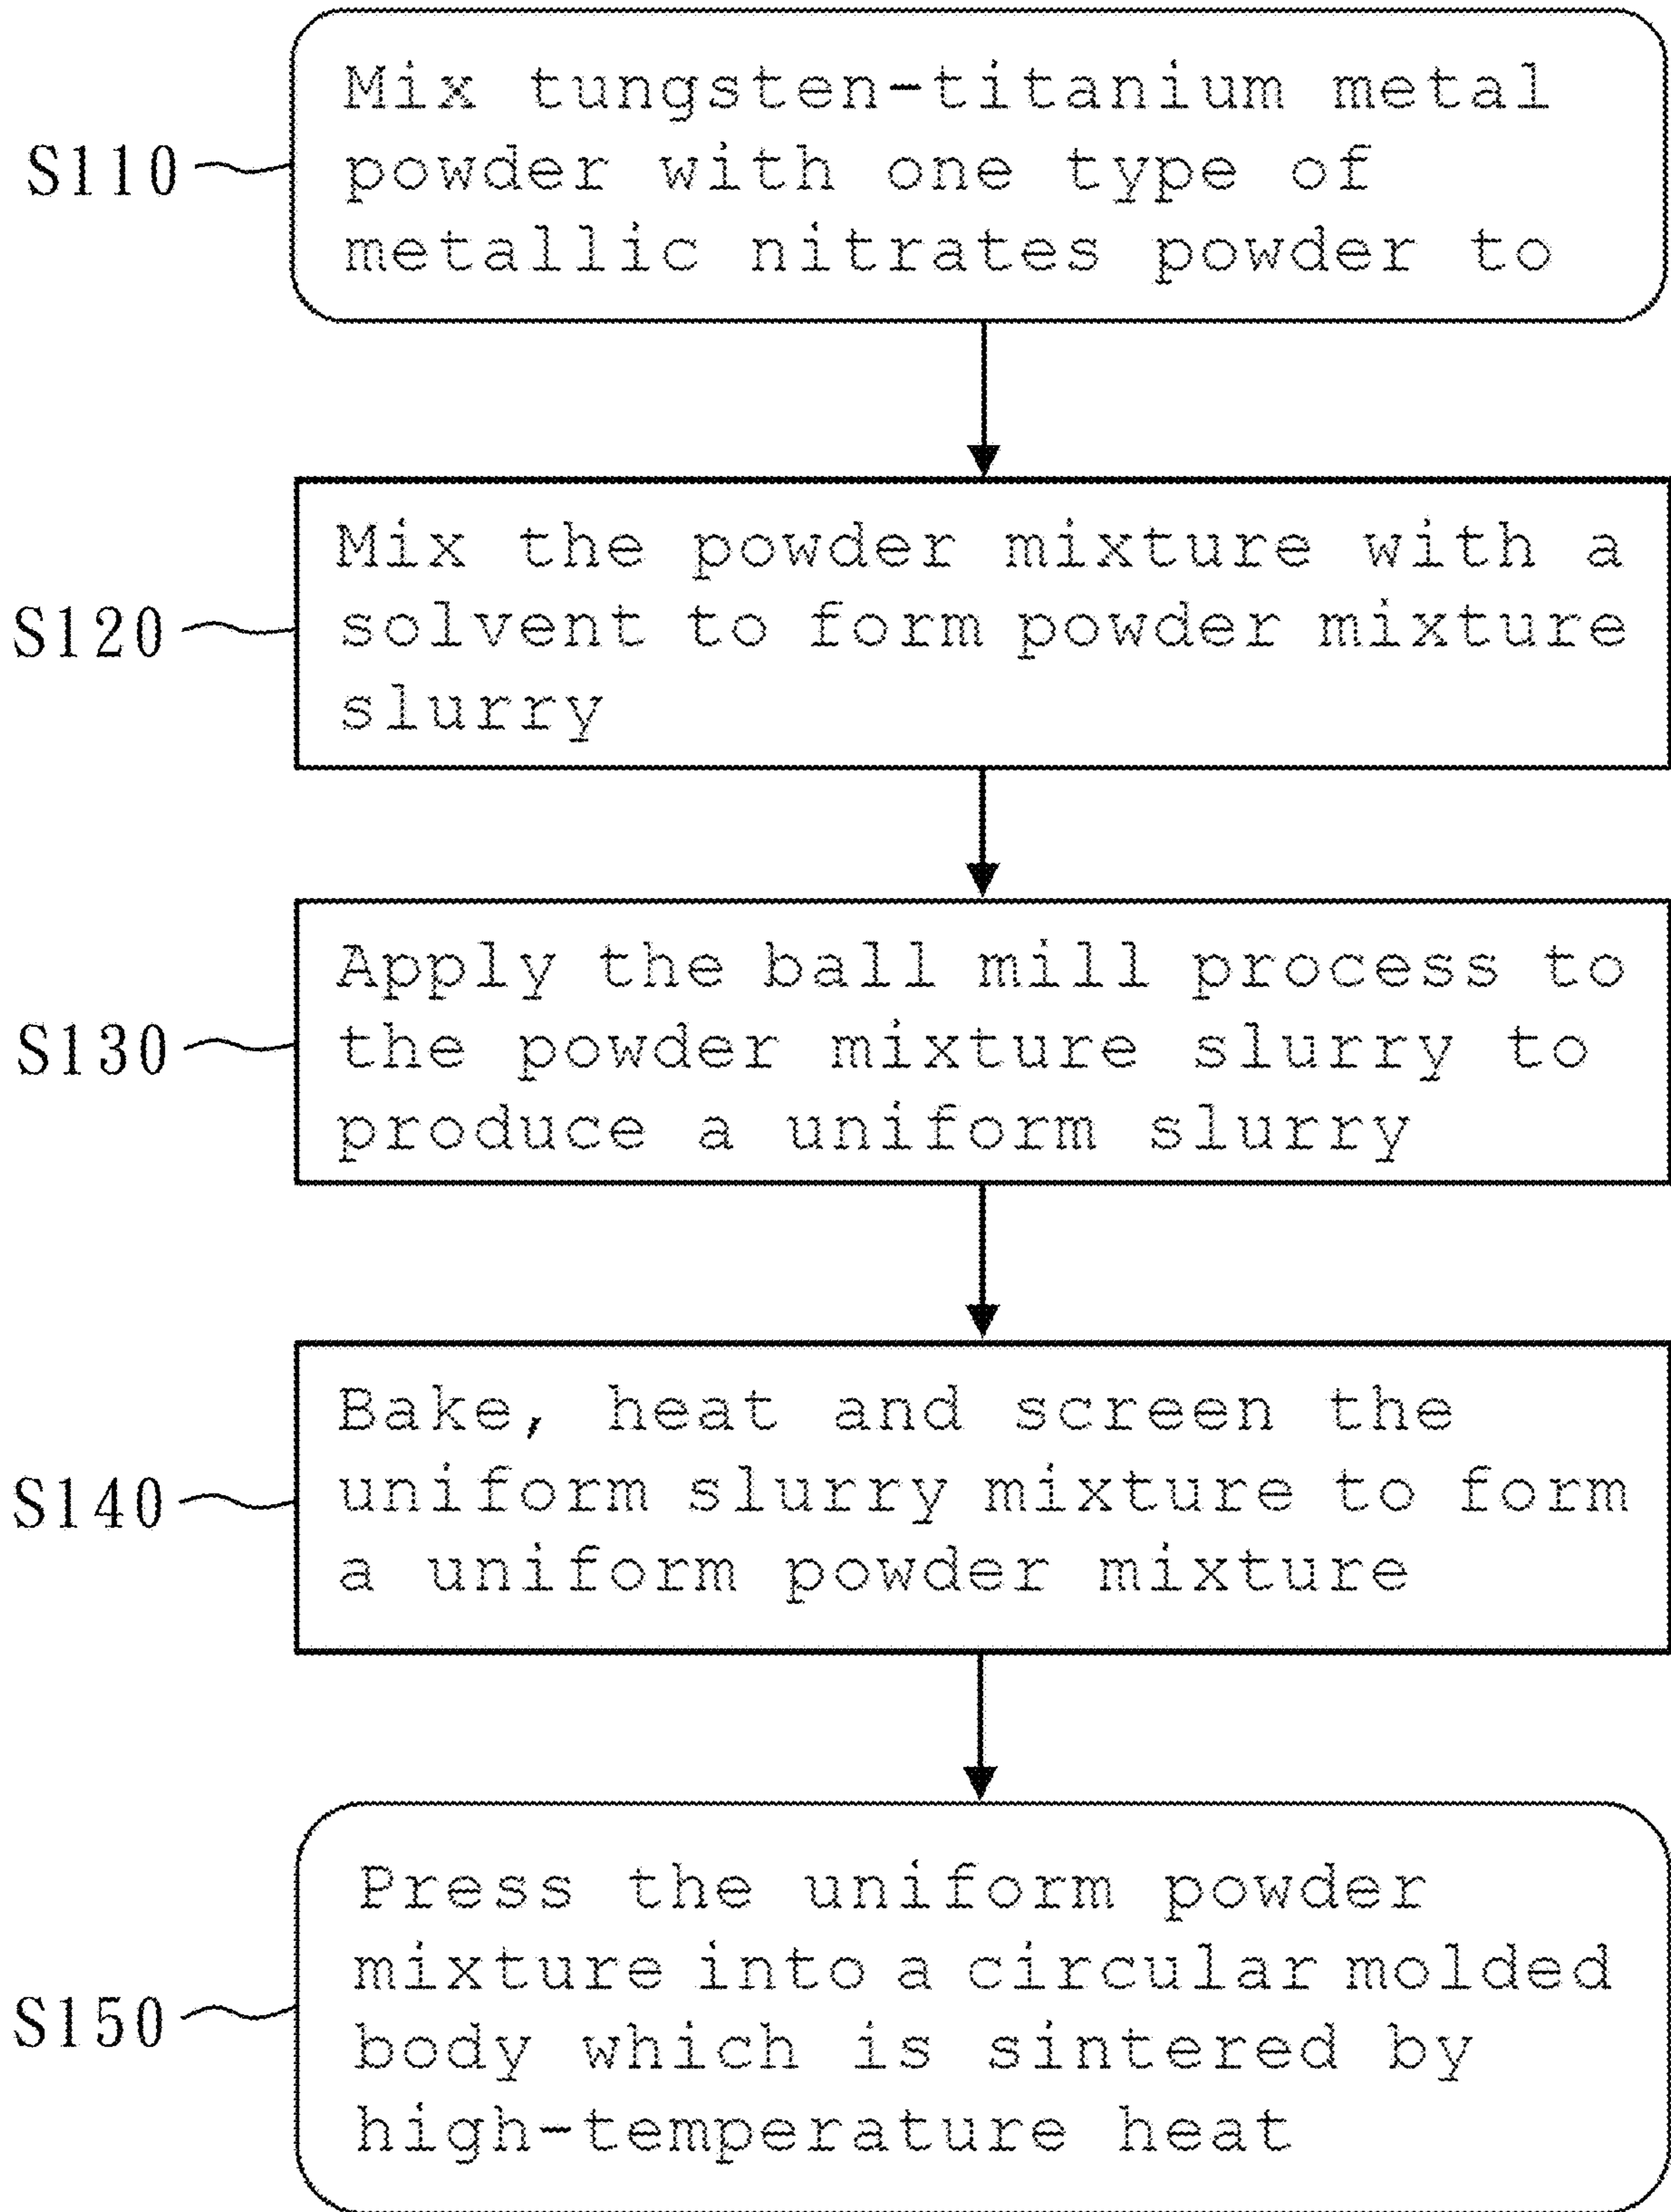 S110
Mix tungsten-titanium metal
powder with one type of
metallic nitrates powder to
S120
Mix the powder mixture with a
solvent to form powder mixture
slurry
S130
Apply the ball mill process to
the powder mixture slurry to
produce a uniform slurry
S140
Bake, heat and screen the
uniform slurry mixture to form
a uniform powder mixture
S150
Press the uniform powder
mixture into a circular molded
body which is sintered by
high-temperature heat